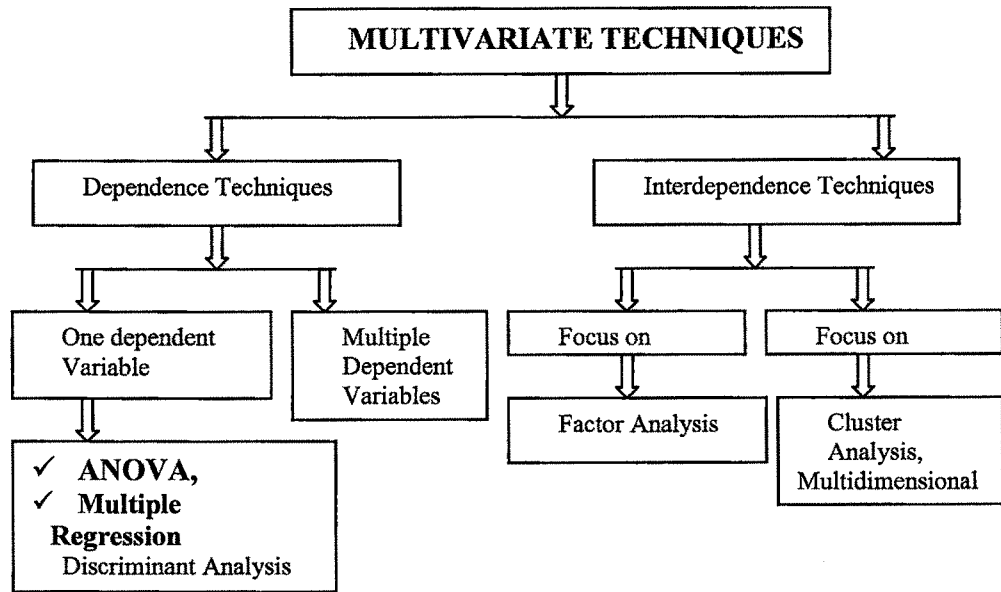 MULTIVARIATE TECHNIQUES
Dependence Techniques
Interdependence Techniques
One dependent
Variable
Multiple
Dependent
Variables
Focus on
Focus on
Factor Analysis
Cluster
Analysis,
Multidimensional
✓ ANOVA,
✓ Multiple
Regression
Discriminant Analysis